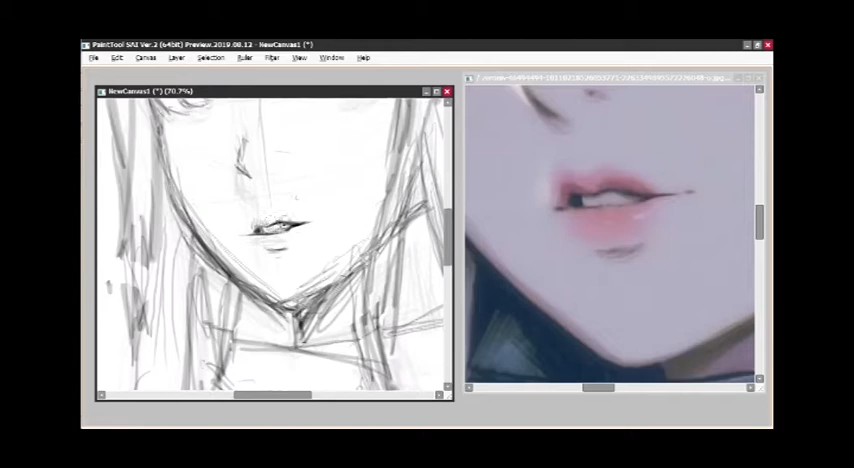 PaintTool SAI Ver.2 (64bit) Preview.2019.08.12 - NewCanvas1 (*)
File Edit Canvas Layer Selection Ruler Filter View Window Help
NewCanvas1 (*) (70.7%)